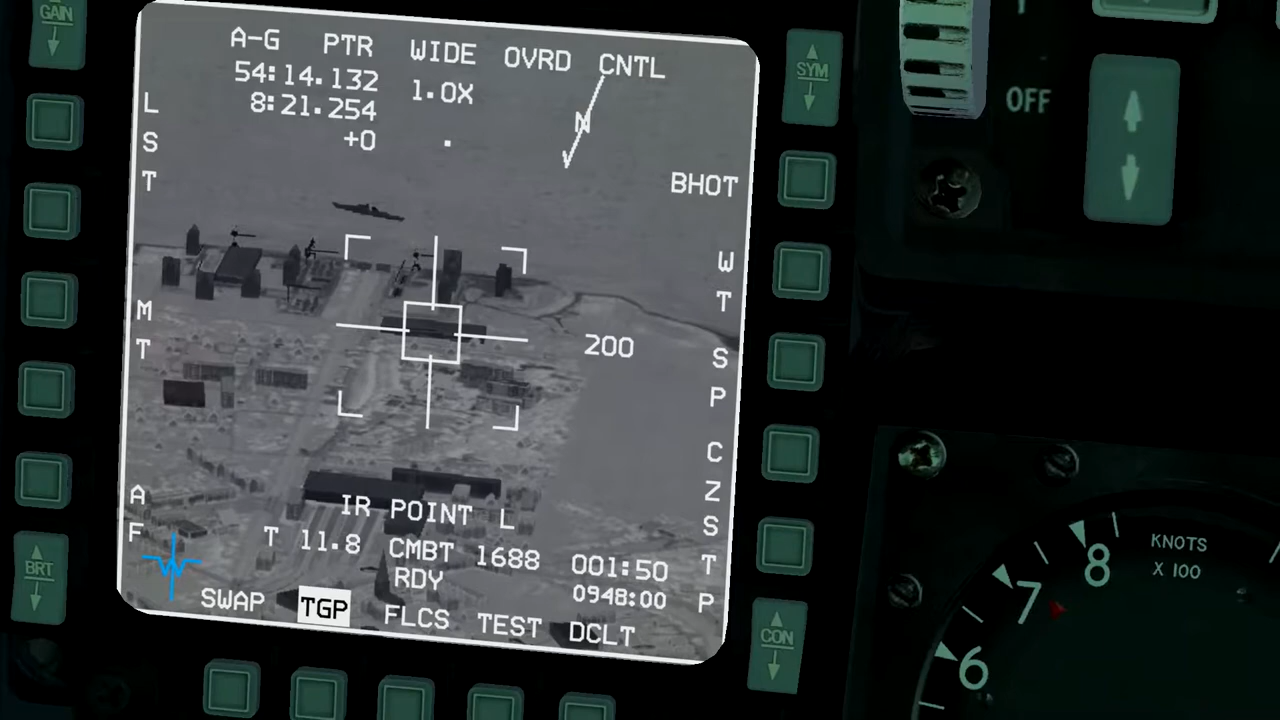 GAIN
A-G PTR WIDE OVRD CNTL
54:14.132 1.0X
8:21.254
+0
N
SYM
OFF
L
S
T
BHOT
W
T
200
M
T
S
P
C
Z
A
F
S
T
P
IR POINT L
T 11.8 CMBT 1688 001:50
RDY 0948:00
SWAP TGP FLCS TEST DCLT
BRT
CON
KNOTS
X 100
8
7
6